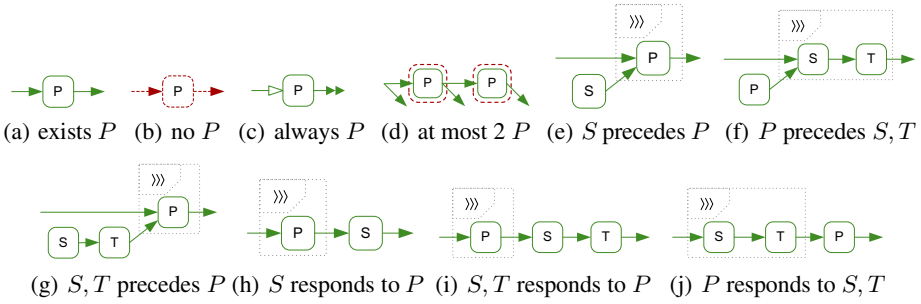 ⟩⟩⟩ ⟩⟩⟩
P P P P P P S T
S P
(a) exists P (b) no P (c) always P (d) at most 2 P (e) S precedes P (f) P precedes S, T
⟩⟩⟩ ⟩⟩⟩ ⟩⟩⟩ ⟩⟩⟩
P P S P S T S T P
S T
(g) S, T precedes P (h) S responds to P (i) S, T responds to P (j) P responds to S, T